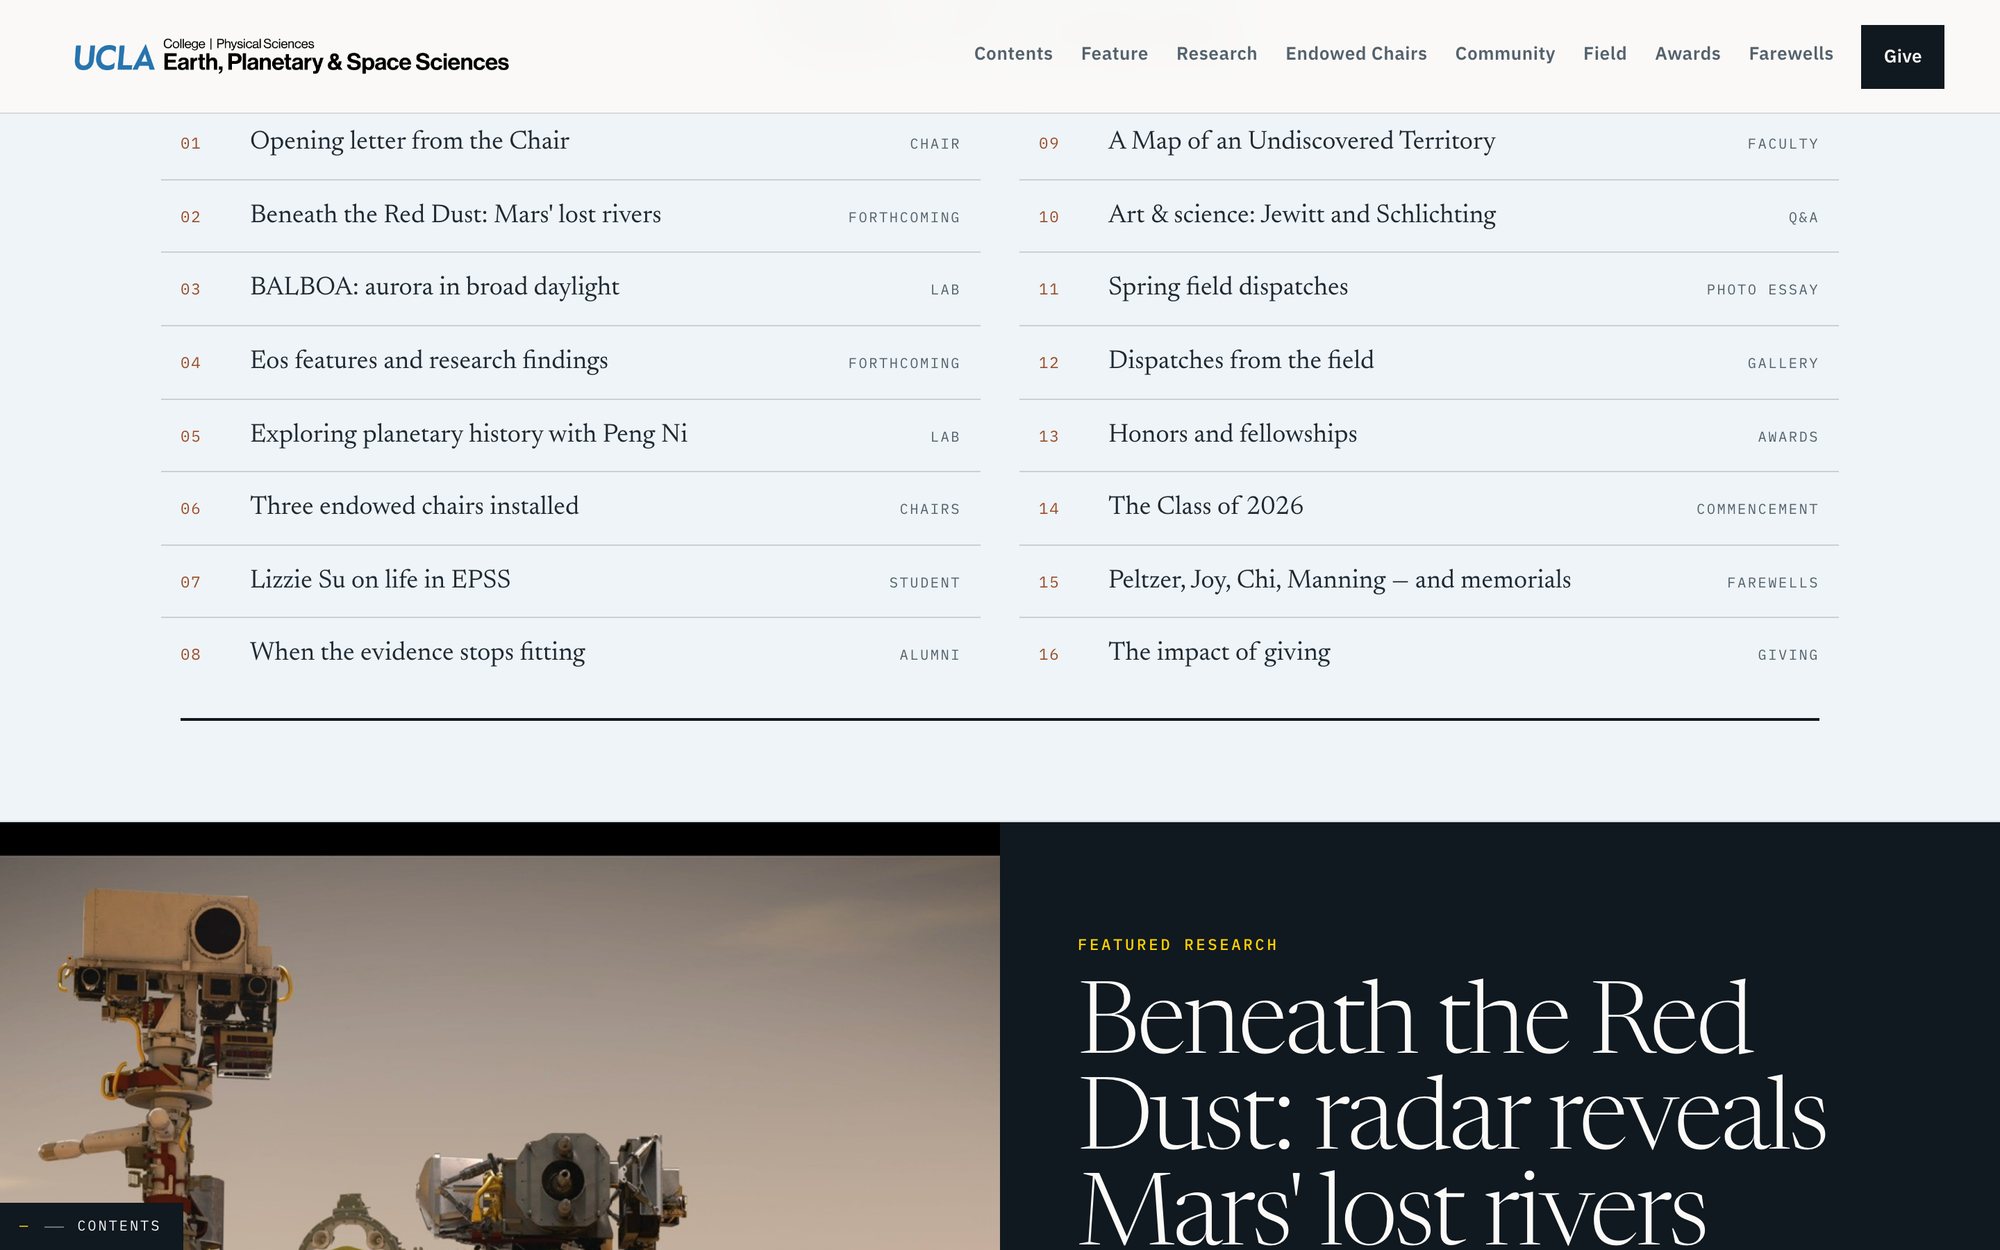 UCLA College | Physical Sciences
Earth, Planetary & Space Sciences
Contents Feature Research Endowed Chairs Community Field Awards Farewells Give
01 Opening letter from the Chair CHAIR
02 Beneath the Red Dust: Mars' lost rivers FORTHCOMING
03 BALBOA: aurora in broad daylight LAB
04 Eos features and research findings FORTHCOMING
05 Exploring planetary history with Peng Ni LAB
06 Three endowed chairs installed CHAIRS
07 Lizzie Su on life in EPSS STUDENT
08 When the evidence stops fitting ALUMNI
09 A Map of an Undiscovered Territory FACULTY
10 Art & science: Jewitt and Schlichting Q&A
11 Spring field dispatches PHOTO ESSAY
12 Dispatches from the field GALLERY
13 Honors and fellowships AWARDS
14 The Class of 2026 COMMENCEMENT
15 Peltzer, Joy, Chi, Manning — and memorials FAREWELLS
16 The impact of giving GIVING
FEATURED RESEARCH
Beneath the Red
Dust: radar reveals
Mars' lost rivers
— — CONTENTS